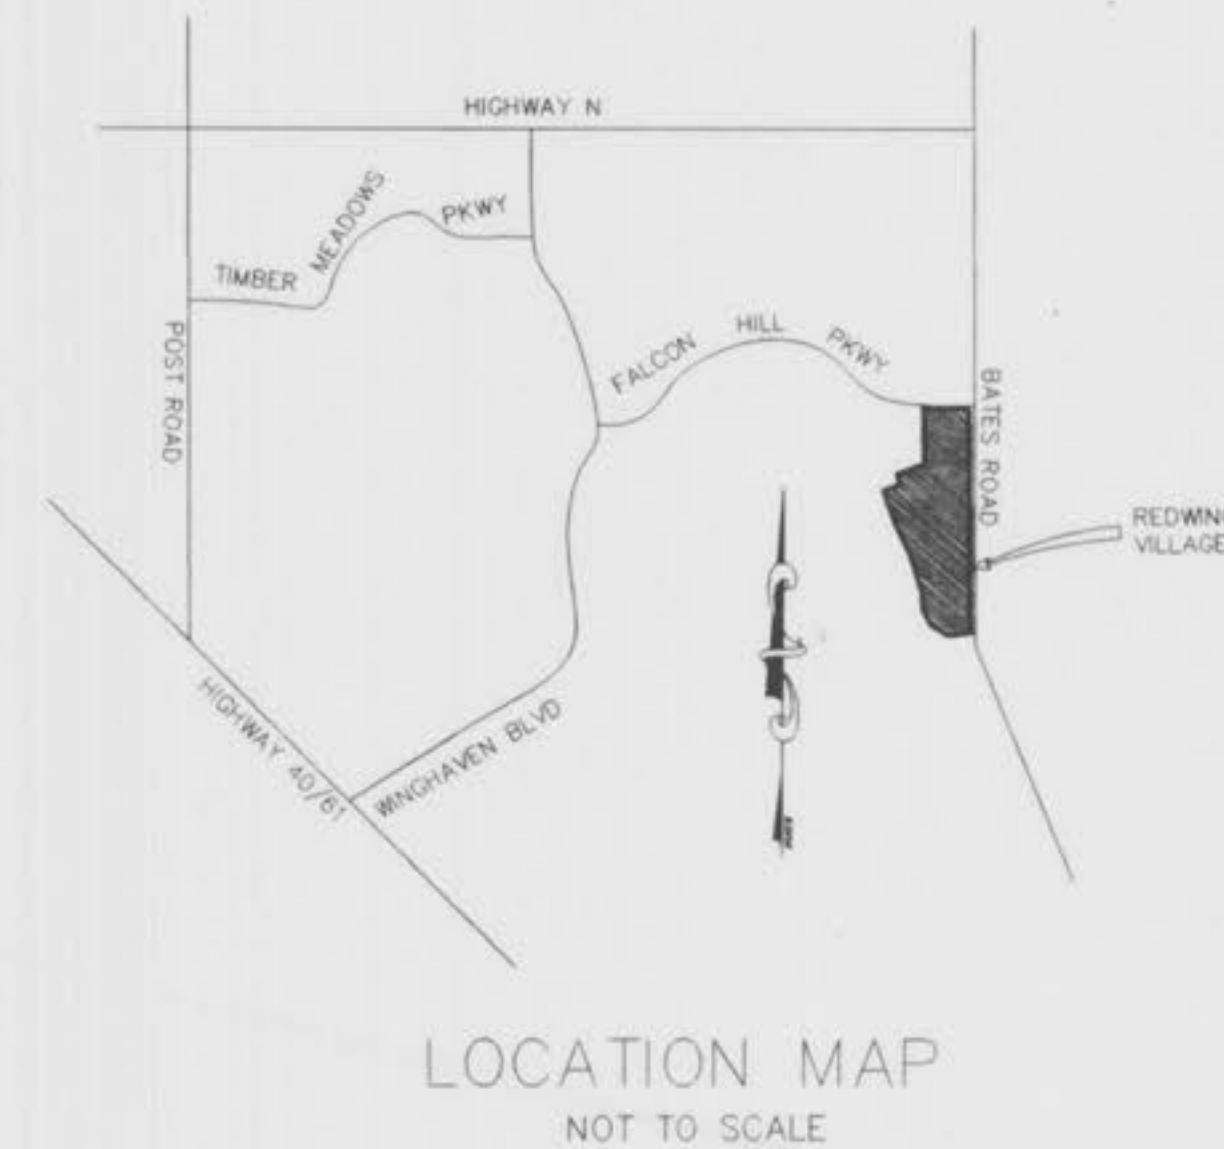 HIGHWAY N
TIMBER MEADOWS PKWY
POST ROAD
FALCON HILL PKWY
BATES ROAD
REDWING
VILLAGE
HIGHWAY 40/61
WINGHAVEN BLVD
LOCATION MAP
NOT TO SCALE